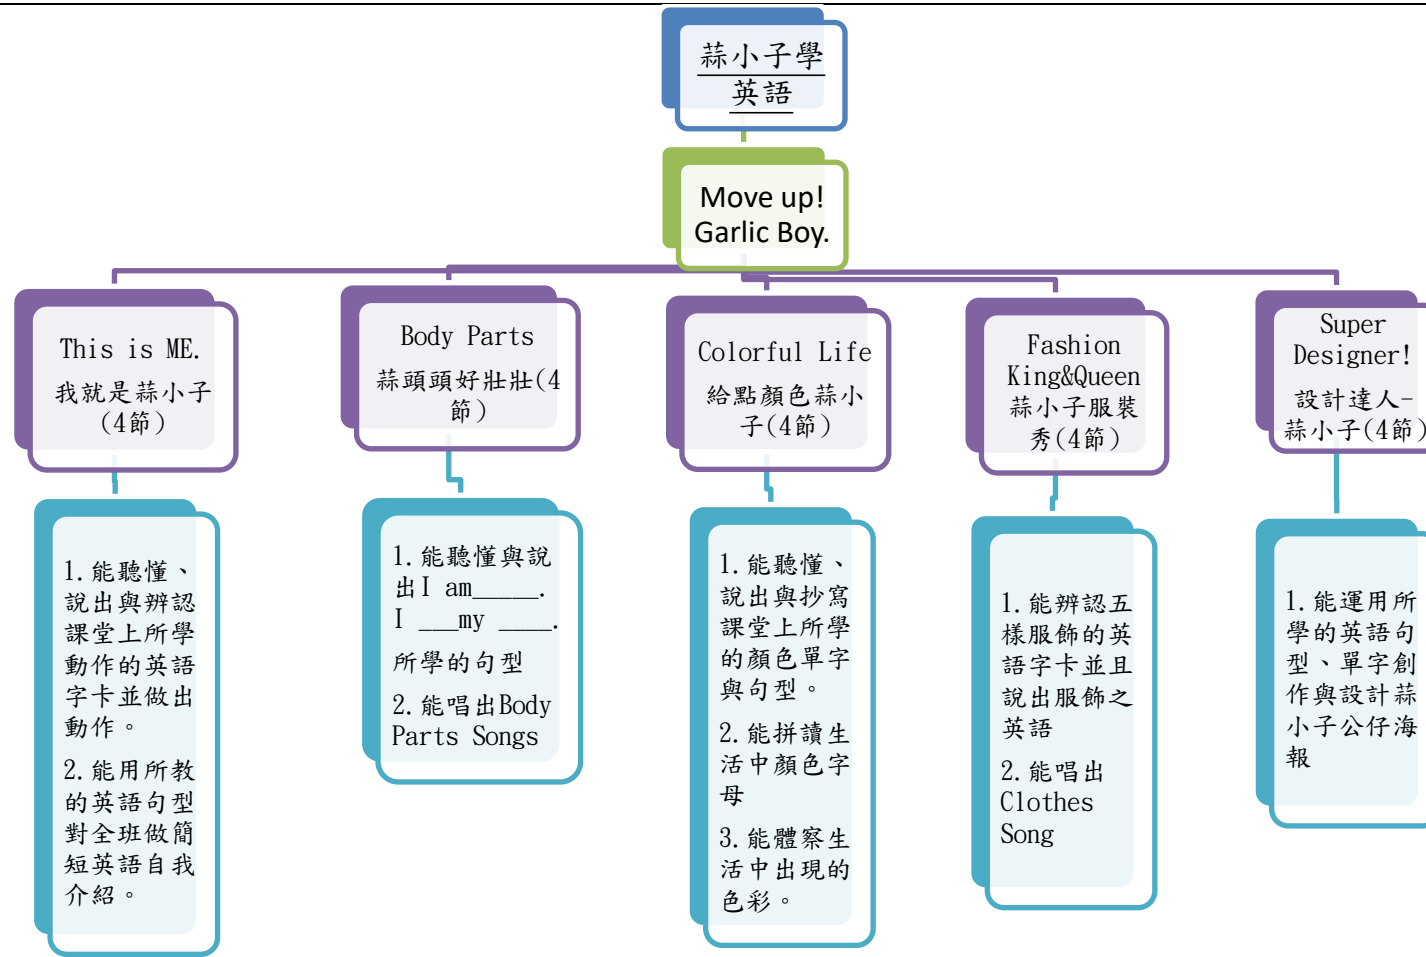 蒜小子學
英語
Move up!
Garlic Boy.
This is ME.
我就是蒜小子
(4節)
Body Parts
蒜頭頭好壯壯(4
節)
Colorful Life
給點顏色蒜小
子(4節)
Fashion
King&Queen
蒜小子服裝
秀(4節)
Super
Designer!
設計達人-
蒜小子(4節)
1.能聽懂、
說出與辨認
課堂上所學
動作的英語
字卡並做出
動作。
2.能用所教
的英語句型
對全班做簡
短英語自我
介紹。
1.能聽懂與說
出I am_____.
I ___my ____.
所學的句型
2.能唱出Body
Parts Songs
1.能聽懂、
說出與抄寫
課堂上所學
的顏色單字
與句型。
2.能拼讀生
活中顏色字
母
3.能體察生
活中出現的
色彩。
1.能辨認五
樣服飾的英
語字卡並且
說出服飾之
英語
2.能唱出
Clothes
Song
1.能運用所
學的英語句
型、單字創
作與設計蒜
小子公仔海
報